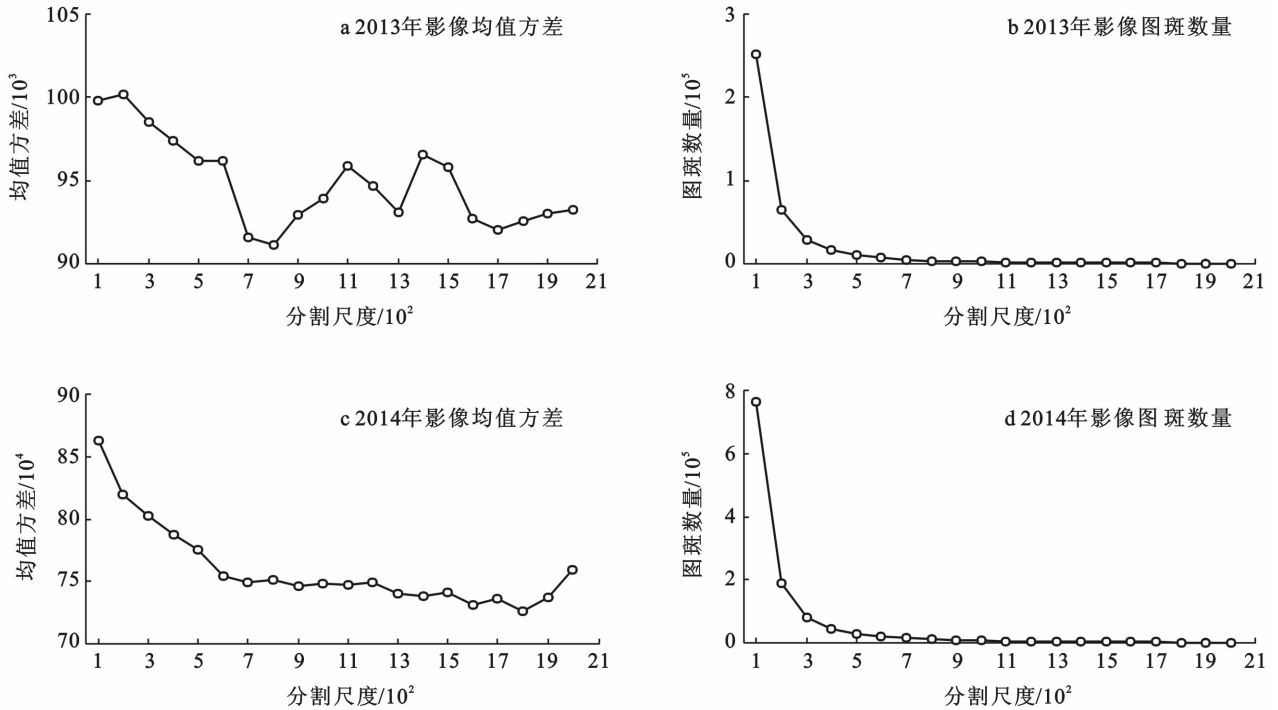 a 2013年影像均值方差
105
100
95
90
均值方差/10³
1 3 5 7 9 11 13 15 17 19 21
分割尺度/10²
b 2013年影像图斑数量
3
2
1
0
图斑数量/10⁵
1 3 5 7 9 11 13 15 17 19 21
分割尺度/10²
c 2014年影像均值方差
90
85
80
75
70
均值方差/10⁴
1 3 5 7 9 11 13 15 17 19 21
分割尺度/10²
d 2014年影像图斑数量
8
6
4
2
0
图斑数量/10⁵
1 3 5 7 9 11 13 15 17 19 21
分割尺度/10²